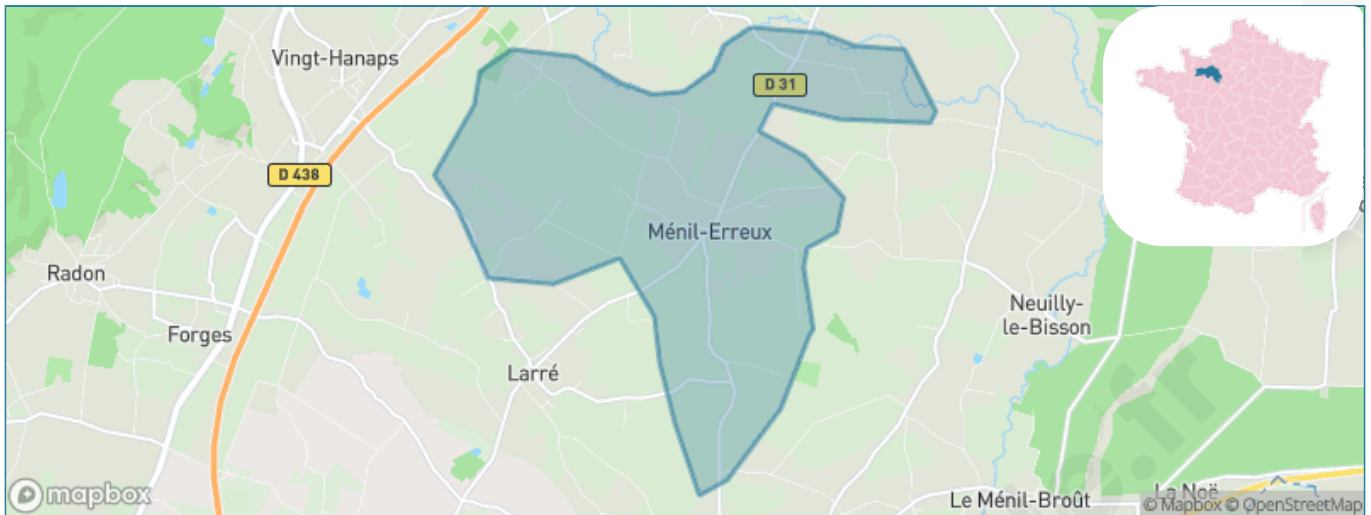 Vingt-Hanaps
D 31
D 438
Ménil-Erreux
Radon
Neuilly-
le-Bisson
Forges
Larré
La Noë
Le Ménil-Broût
mapbox
© Mapbox © OpenStreetMap